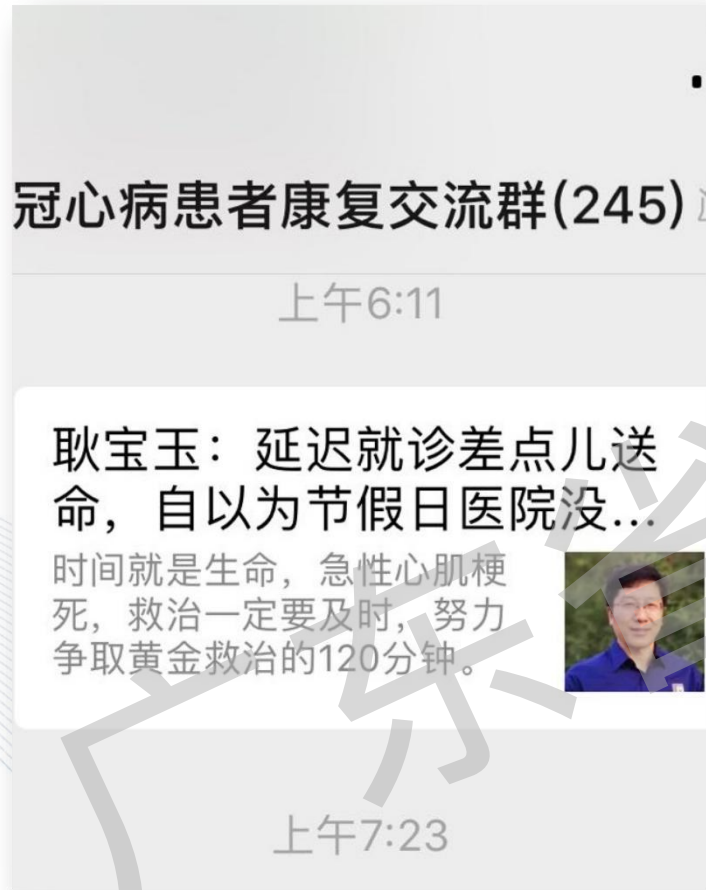 冠心病患者康复交流群(245)
上午6:11
耿宝玉：延迟就诊差点儿送
命，自以为节假日医院没...
时间就是生命，急性心肌梗
死，救治一定要及时，努力
争取黄金救治的120分钟。
上午7:23
广东省